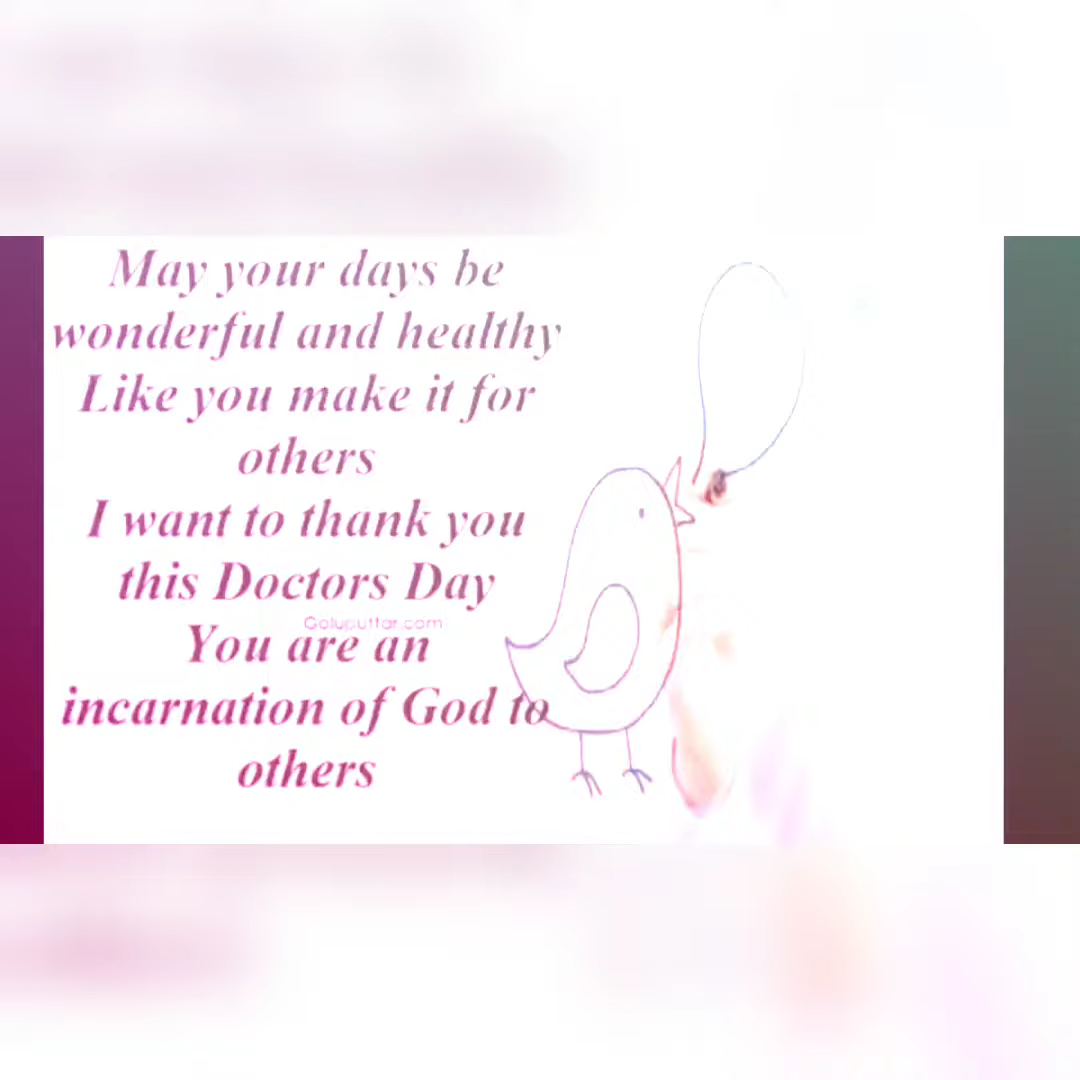 May your days be
wonderful and healthy
Like you make it for
others
I want to thank you
this Doctors Day
Goluputtar.com
You are an
incarnation of God to
others